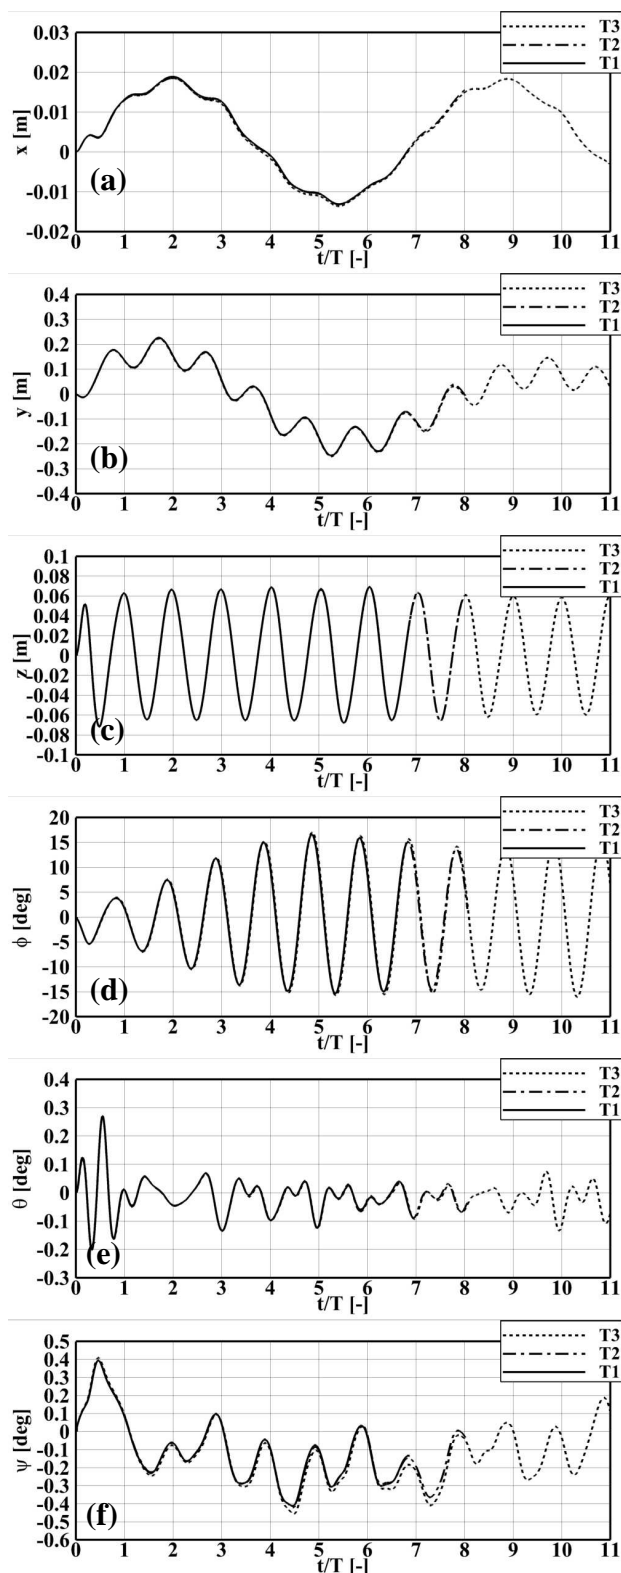 0.03
0.02
0.01
0
-0.01
-0.02
x [m]
T3
T2
T1
(a)
0 1 2 3 4 5 6 7 8 9 10 11
t/T [-]
0.4
0.3
0.2
0.1
0
-0.1
-0.2
-0.3
-0.4
y [m]
T3
T2
T1
(b)
0 1 2 3 4 5 6 7 8 9 10 11
t/T [-]
0.1
0.08
0.06
0.04
0.02
0
-0.02
-0.04
-0.06
-0.08
-0.1
z [m]
T3
T2
T1
(c)
0 1 2 3 4 5 6 7 8 9 10 11
t/T [-]
20
15
10
5
0
-5
-10
-15
-20
ϕ [deg]
T3
T2
T1
(d)
0 1 2 3 4 5 6 7 8 9 10 11
t/T [-]
0.4
0.3
0.2
0.1
0
-0.1
-0.2
-0.3
θ [deg]
T3
T2
T1
(e)
0 1 2 3 4 5 6 7 8 9 10 11
t/T [-]
0.5
0.4
0.3
0.2
0.1
0
-0.1
-0.2
-0.3
-0.4
-0.5
-0.6
ψ [deg]
T3
T2
T1
(f)
0 1 2 3 4 5 6 7 8 9 10 11
t/T [-]